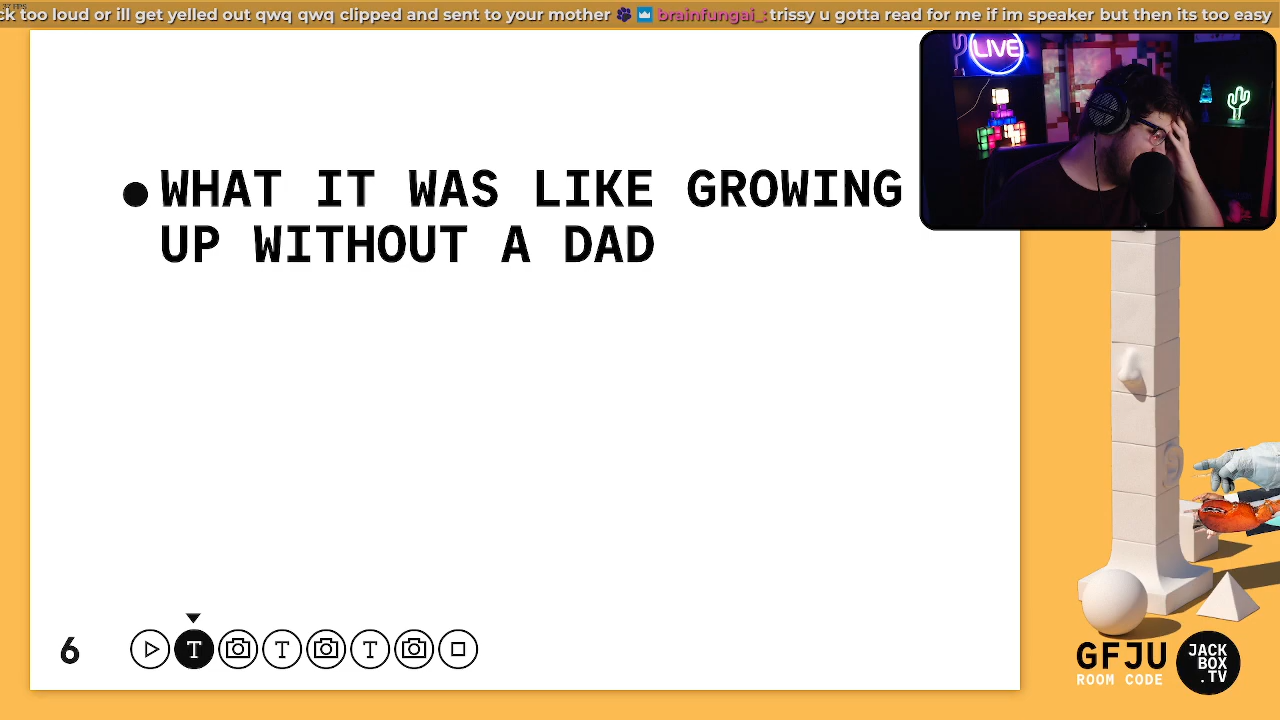 ck too loud or ill get yelled out qwq qwq clipped and sent to your mother brainfungai_: trissy u gotta read for me if im speaker but then its too easy
LIVE
● WHAT IT WAS LIKE GROWING
UP WITHOUT A DAD
6
T T T
GFJU
ROOM CODE
JACK
BOX
.TV